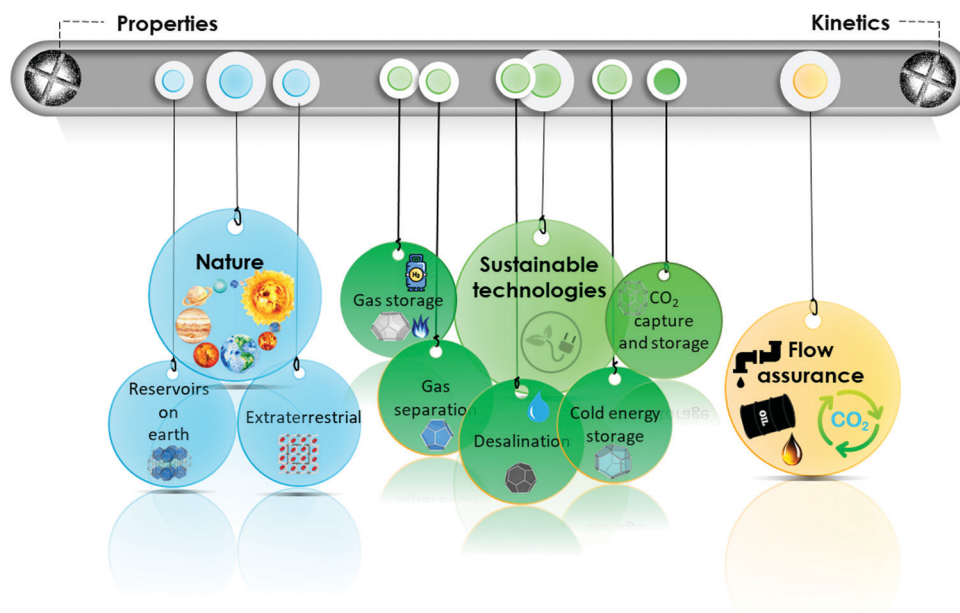 Properties
Kinetics
Nature
Reservoirs
on
earth
Extraterrestrial
Gas storage
H₂
Gas
separation
Sustainable
technologies
Desalination
Cold energy
storage
CO₂
capture
and storage
Flow
assurance
OIL
CO₂